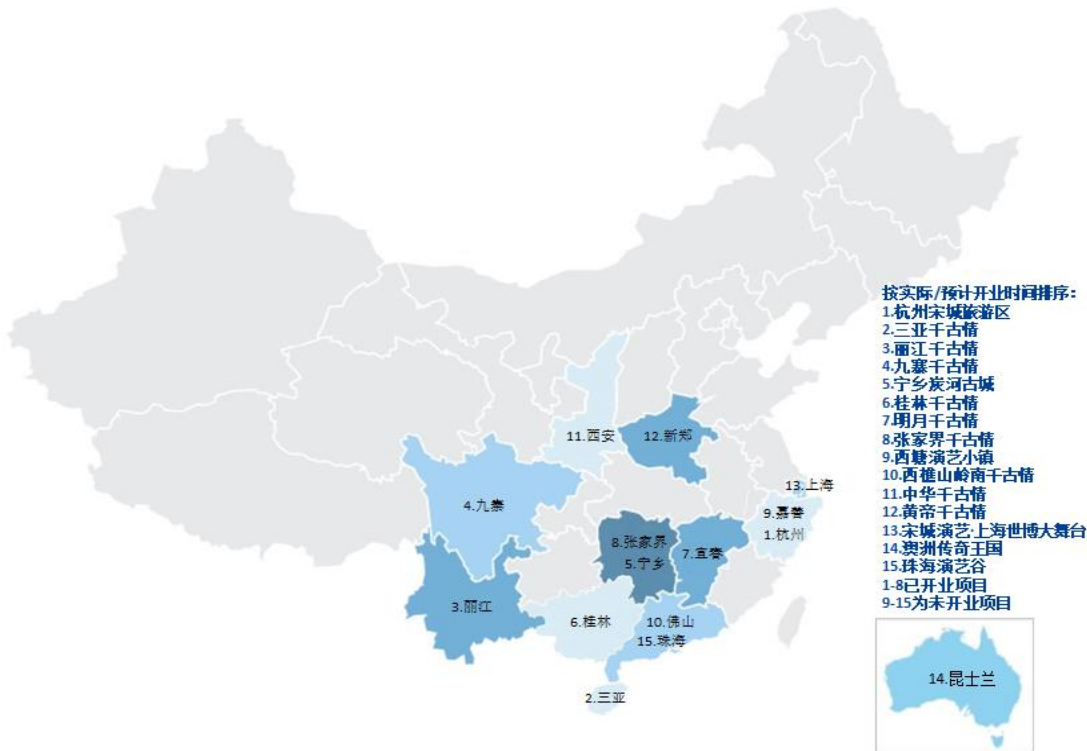 按实际/预计开业时间排序：
1.杭州宋城旅游区
2.三亚千古情
3.丽江千古情
4.九寨千古情
5.宁乡炭河古城
6.桂林千古情
7.明月千古情
8.张家界千古情
9.西塘演艺小镇
10.西樵山岭南千古情
11.中华千古情
12.黄帝千古情
13.宋城演艺·上海世博大舞台
14.澳洲传奇王国
15.珠海演艺谷
1-8已开业项目
9-15为未开业项目
11.西安
12.新郑
13.上海
4.九寨
9.嘉善
1.杭州
8.张家界
5.宁乡
7.宜春
3.丽江
6.桂林
10.佛山
15.珠海
2.三亚
14.昆士兰